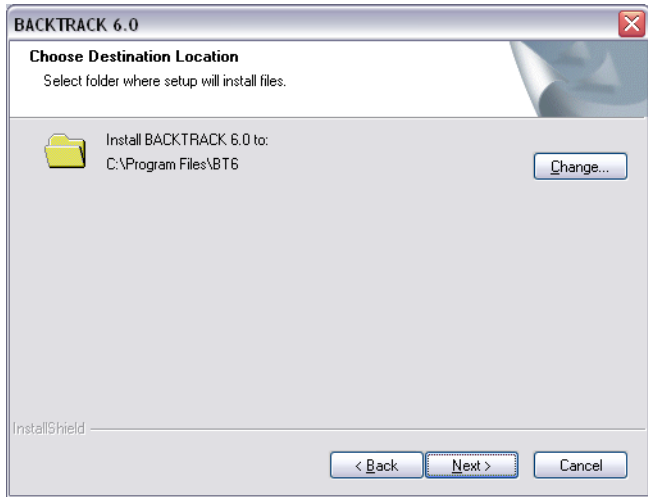 BACKTRACK 6.0
Choose Destination Location
Select folder where setup will install files.
Install BACKTRACK 6.0 to:
C:\Program Files\BT6
Change...
InstallShield
< Back
Next >
Cancel